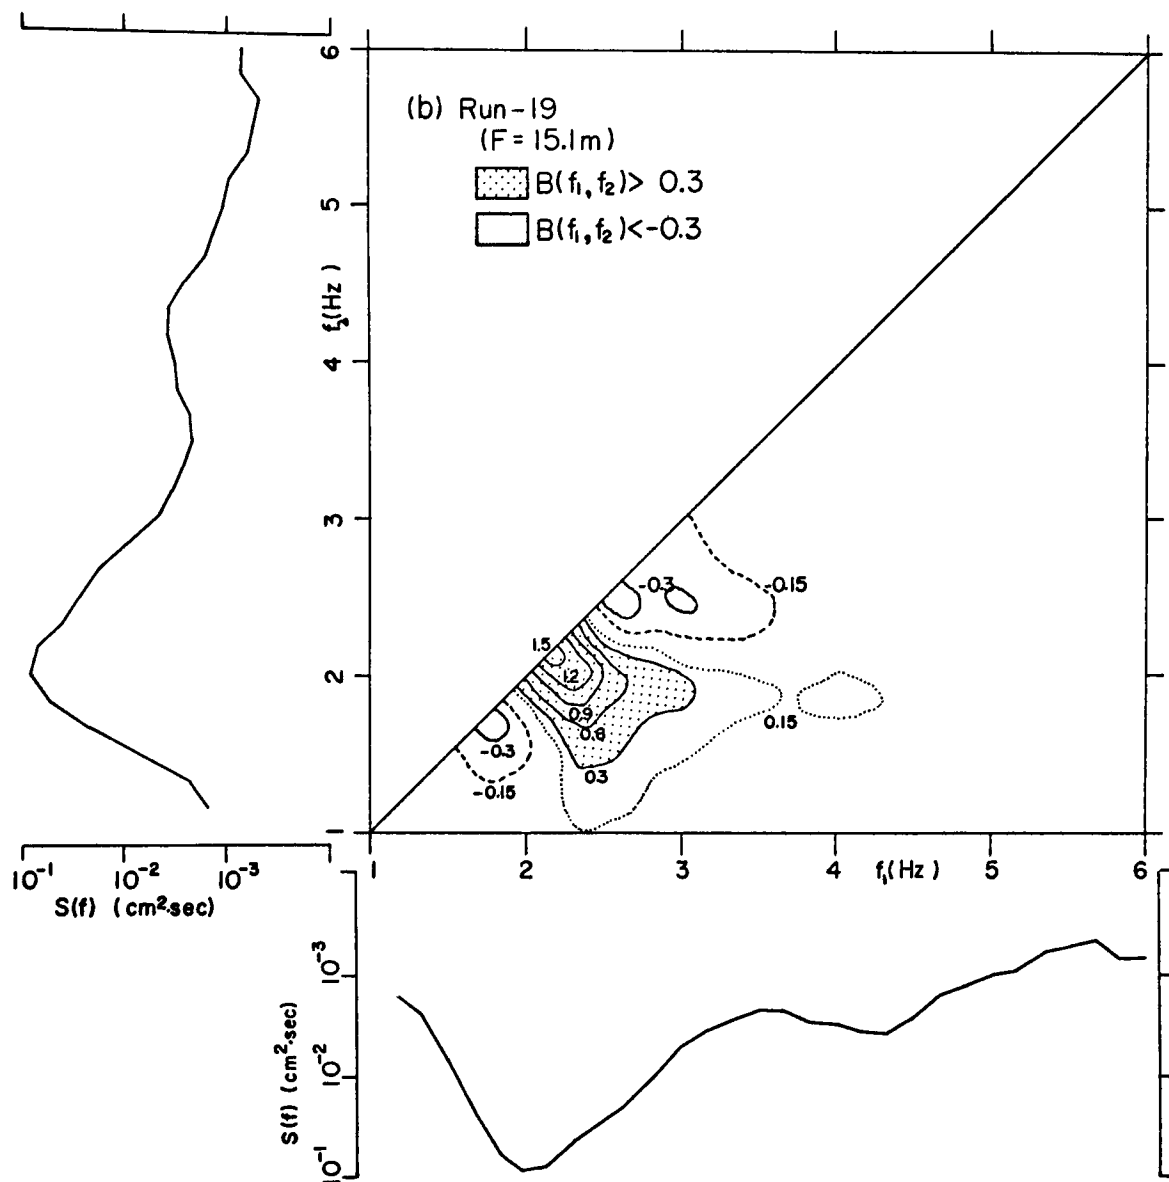 (b) Run-19
(F = 15.1m)
B(f₁,f₂)> 0.3
B(f₁,f₂)<-0.3
6
5
f₂(Hz)
4
3
2
1
-0.3
-0.15
1.5
1.2
0.9
0.6
0.3
0.15
-0.3
-0.15
1 2 3 4 f₁(Hz) 5 6
10⁻¹ 10⁻² 10⁻³
S(f) (cm²·sec)
10⁻³
10⁻²
10⁻¹
S(f) (cm²·sec)